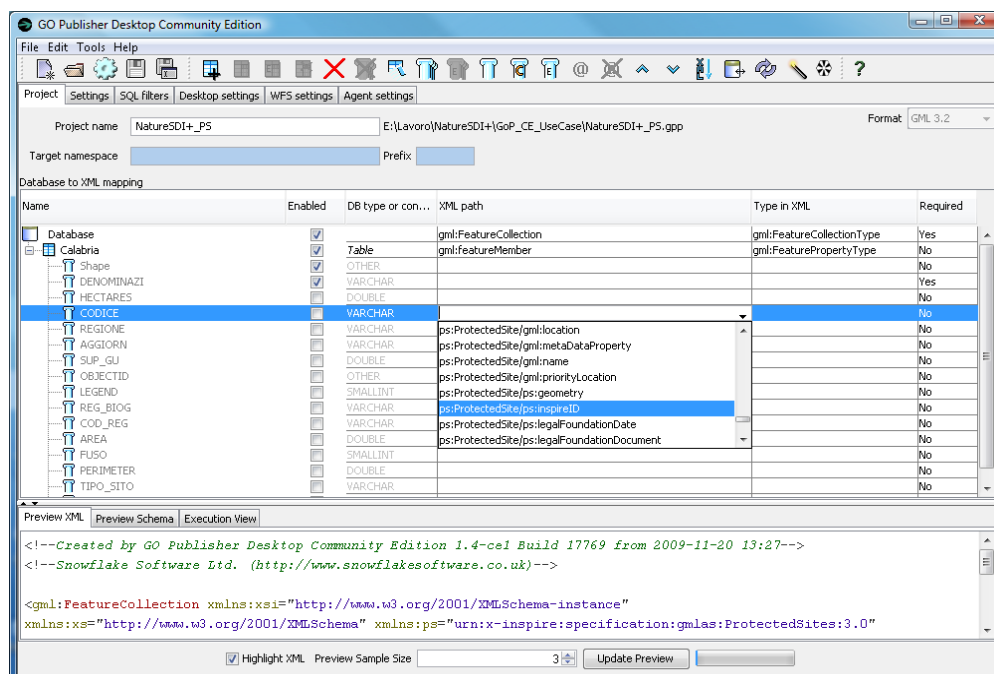 GO Publisher Desktop Community Edition
File Edit Tools Help
Project Settings SQL filters Desktop settings WFS settings Agent settings
Project name NatureSDI+_PS E:\Lavoro\NatureSDI+\GoP_CE_UseCase\NatureSDI+_PS.gpp Format GML 3.2
Target namespace Prefix
Database to XML mapping
Name Enabled DB type or con... XML path Type in XML Required
Database gml:FeatureCollection gml:FeatureCollectionType Yes
Calabria Table gml:featureMember gml:FeaturePropertyType No
Shape OTHER No
DENOMINAZI VARCHAR Yes
HECTARES DOUBLE No
CODICE VARCHAR No
REGIONE VARCHAR ps:ProtectedSite/gml:location No
AGGIORN VARCHAR ps:ProtectedSite/gml:metaDataProperty No
SUP_GU DOUBLE ps:ProtectedSite/gml:name No
OBJECTID OTHER ps:ProtectedSite/gml:priorityLocation No
LEGEND SMALLINT ps:ProtectedSite/ps:geometry No
REG_BIOG VARCHAR ps:ProtectedSite/ps:inspireID No
COD_REG VARCHAR ps:ProtectedSite/ps:legalFoundationDate No
AREA DOUBLE ps:ProtectedSite/ps:legalFoundationDocument No
FUSO SMALLINT No
PERIMETER DOUBLE No
TIPO_SITO VARCHAR No
Preview XML Preview Schema Execution View
<!--Created by GO Publisher Desktop Community Edition 1.4-ce1 Build 17769 from 2009-11-20 13:27-->
<!--Snowflake Software Ltd. (http://www.snowflakesoftware.co.uk)-->
<gml:FeatureCollection xmlns:xsi="http://www.w3.org/2001/XMLSchema-instance"
xmlns:xs="http://www.w3.org/2001/XMLSchema" xmlns:ps="urn:x-inspire:specification:gmlas:ProtectedSites:3.0"
Highlight XML Preview Sample Size 3 Update Preview